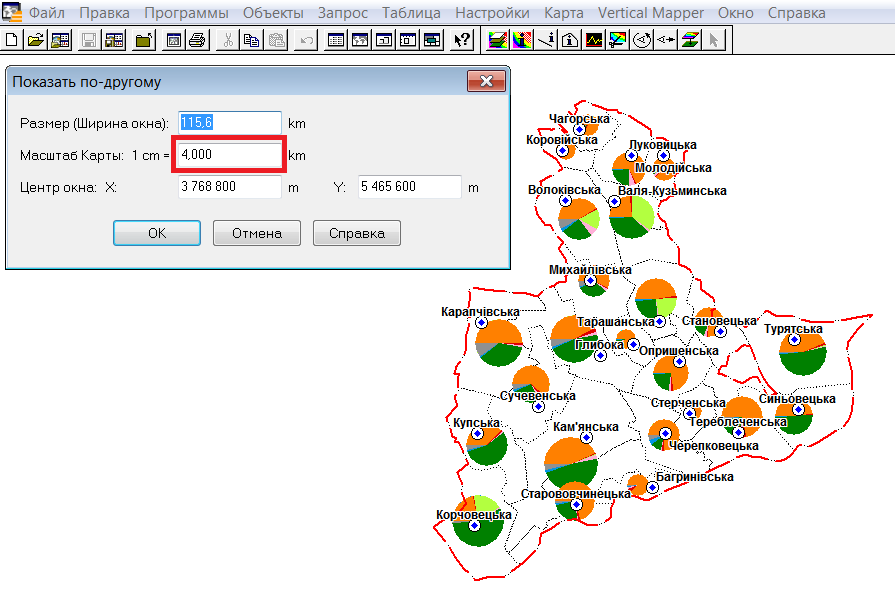 Файл Правка Программы Объекты Запрос Таблица Настройки Карта Vertical Mapper Окно Справка
Показать по-другому
Размер (Ширина окна): 115,6 km
Масштаб Карты: 1 cm = 4,000 km
Центр окна: X: 3 768 800 m Y: 5 465 600 m
OK Отмена Справка
Чагорська
Коровійська
Луковицька
Молодійська
Волоківська
Валя Кузьминська
Михайлівська
Карапчівська
Тарашанська
Становецька
Турятська
Глибока
Опришенська
Сучевенська
Стерченська
Синьовецька
Купська
Кам'янська
Тереблеченська
Черепковецька
Багринівська
Старововчинецька
Корчовецька